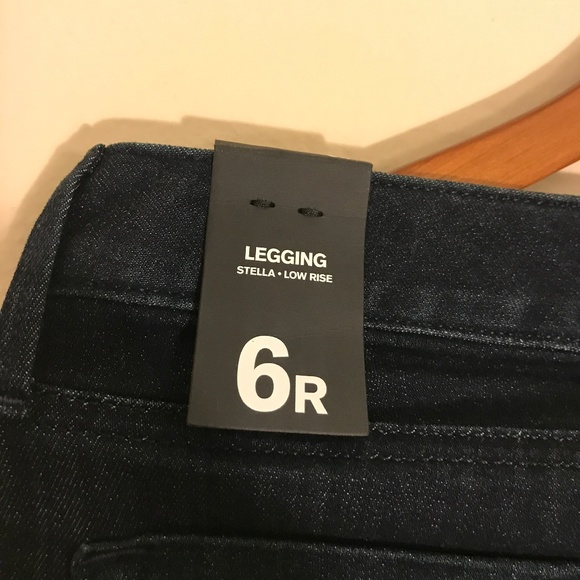 LEGGING
STELLA • LOW RISE
6R